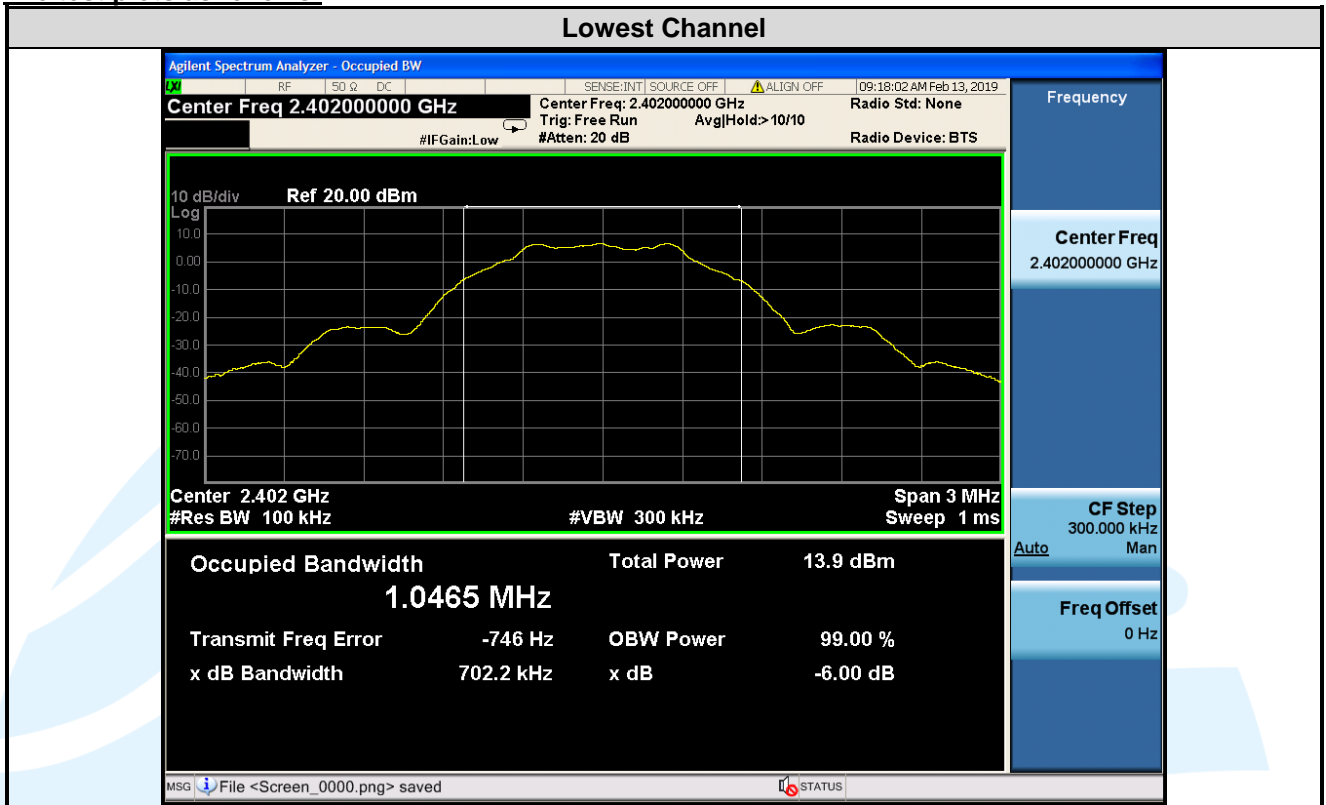 Lowest Channel
Agilent Spectrum Analyzer - Occupied BW
LXI RF 50 Ω DC SENSE:INT SOURCE OFF ALIGN OFF 09:18:02 AM Feb 13, 2019
Center Freq 2.402000000 GHz
Center Freq: 2.402000000 GHz
Radio Std: None
Trig: Free Run Avg|Hold:>10/10
#IFGain:Low
#Atten: 20 dB
Radio Device: BTS
10 dB/div Ref 20.00 dBm
Log
10.0
0.00
-10.0
-20.0
-30.0
-40.0
-50.0
-60.0
-70.0
Center 2.402 GHz Span 3 MHz
#Res BW 100 kHz #VBW 300 kHz Sweep 1 ms
Occupied Bandwidth Total Power 13.9 dBm
1.0465 MHz
Transmit Freq Error -746 Hz OBW Power 99.00 %
x dB Bandwidth 702.2 kHz x dB -6.00 dB
MSG File <Screen_0000.png> saved STATUS
Frequency
Center Freq
2.402000000 GHz
CF Step
300.000 kHz
Auto Man
Freq Offset
0 Hz